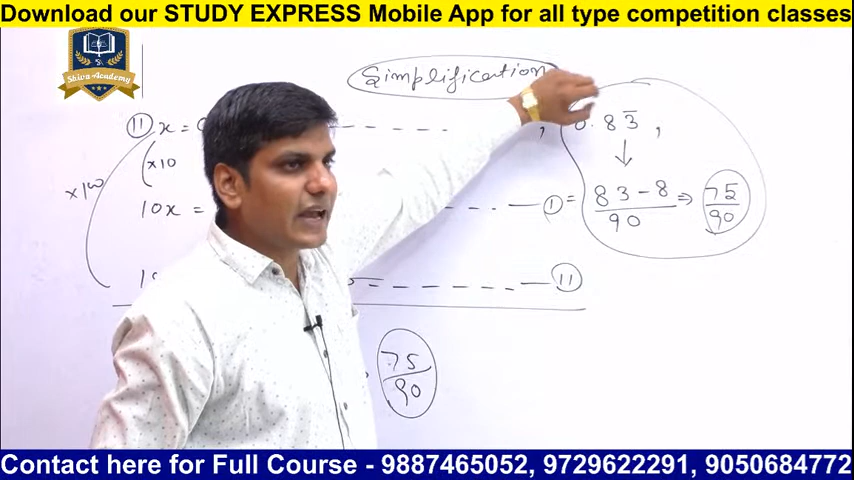 Download our STUDY EXPRESS Mobile App for all type competition classes
Shiva Academy
Simplification
11 x = 0 - - - - - , 0.83̅ ,
×10
×100
10x = - - - - 1 = 83-8/90 ⇒ 75/90
- - - - - - 11
75/90
Contact here for Full Course - 9887465052, 9729622291, 9050684772